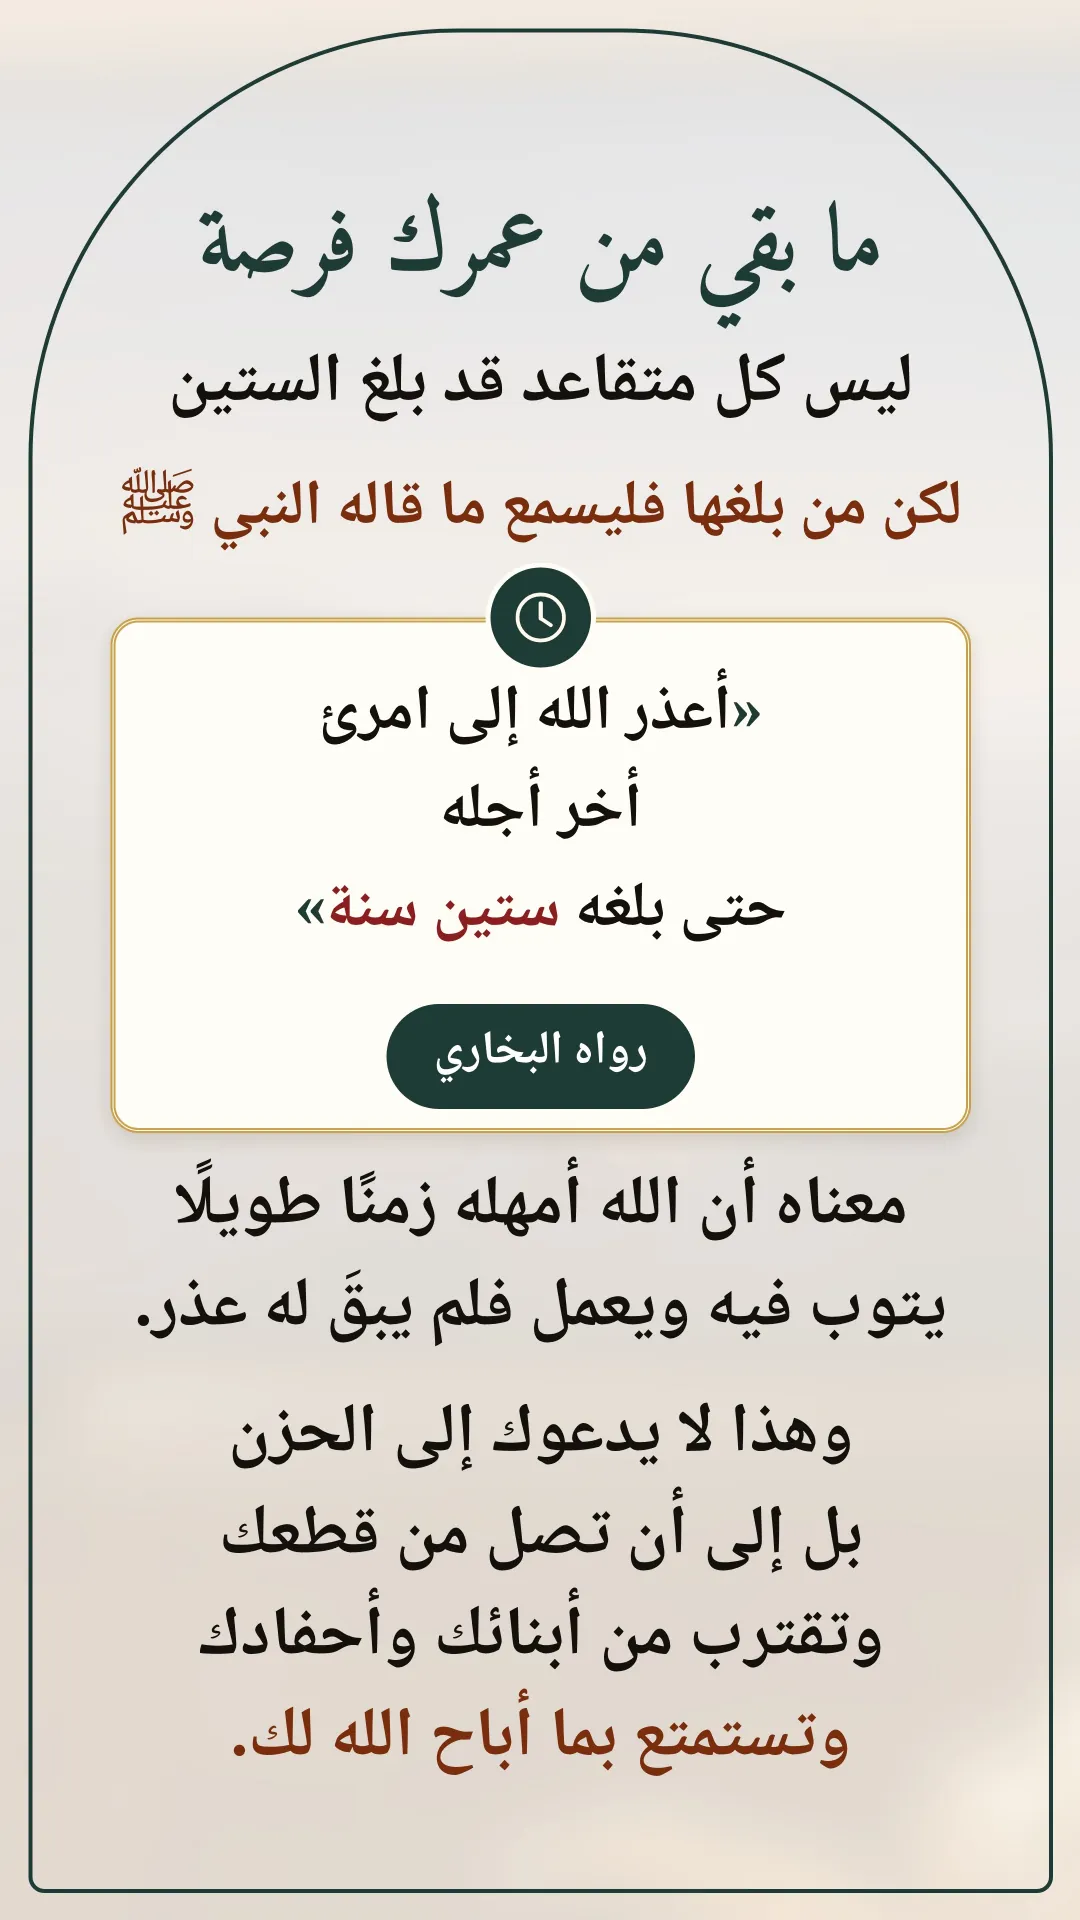 ما بقي من عمرك فرصة
ليس كل متقاعد قد بلغ الستين
لكن من بلغها فليسمع ما قاله النبي ﷺ
«أعذر الله إلى امرئ
أخر أجله
حتى بلغه ستين سنة»
رواه البخاري
معناه أن الله أمهله زمنًا طويلًا
يتوب فيه ويعمل فلم يبقَ له عذر.
وهذا لا يدعوك إلى الحزن
بل إلى أن تصل من قطعك
وتقترب من أبنائك وأحفادك
وتستمتع بما أباح الله لك.